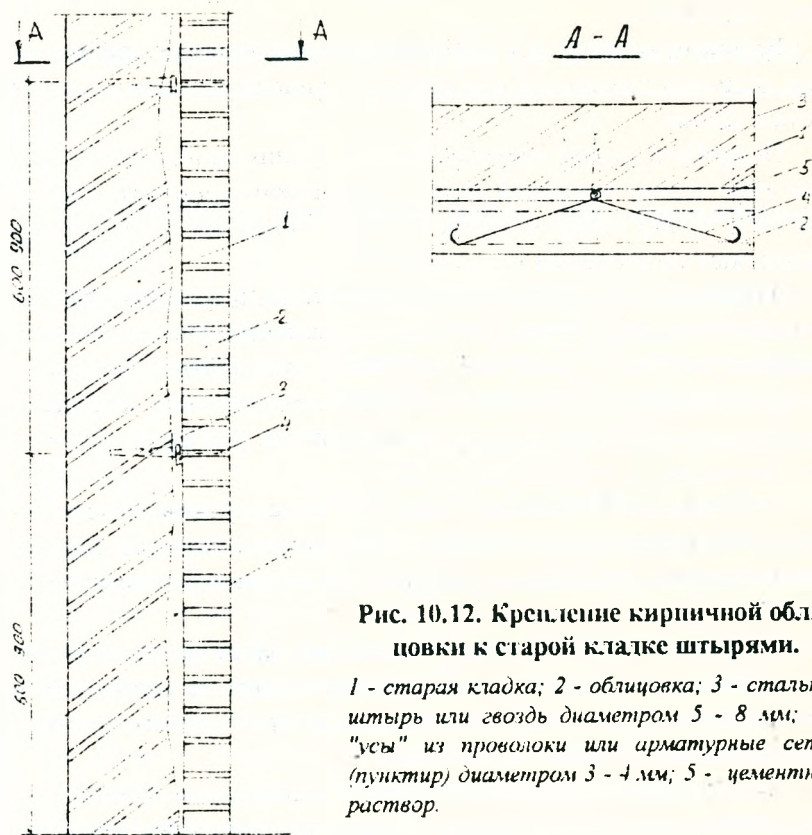 A
A
A - A
3
1
5
4
2
600 900
1
2
3
4
600 900
Рис. 10.12. Крепление кирпичной обл
цовки к старой кладке штырями.
1 - старая кладка; 2 - облицовка; 3 - сталь
штырь или гвоздь диаметром 5 - 8 мм;
"усы" из проволоки или арматурные сет
(пунктир) диаметром 3 - 4 мм; 5 - цементн
раствор.